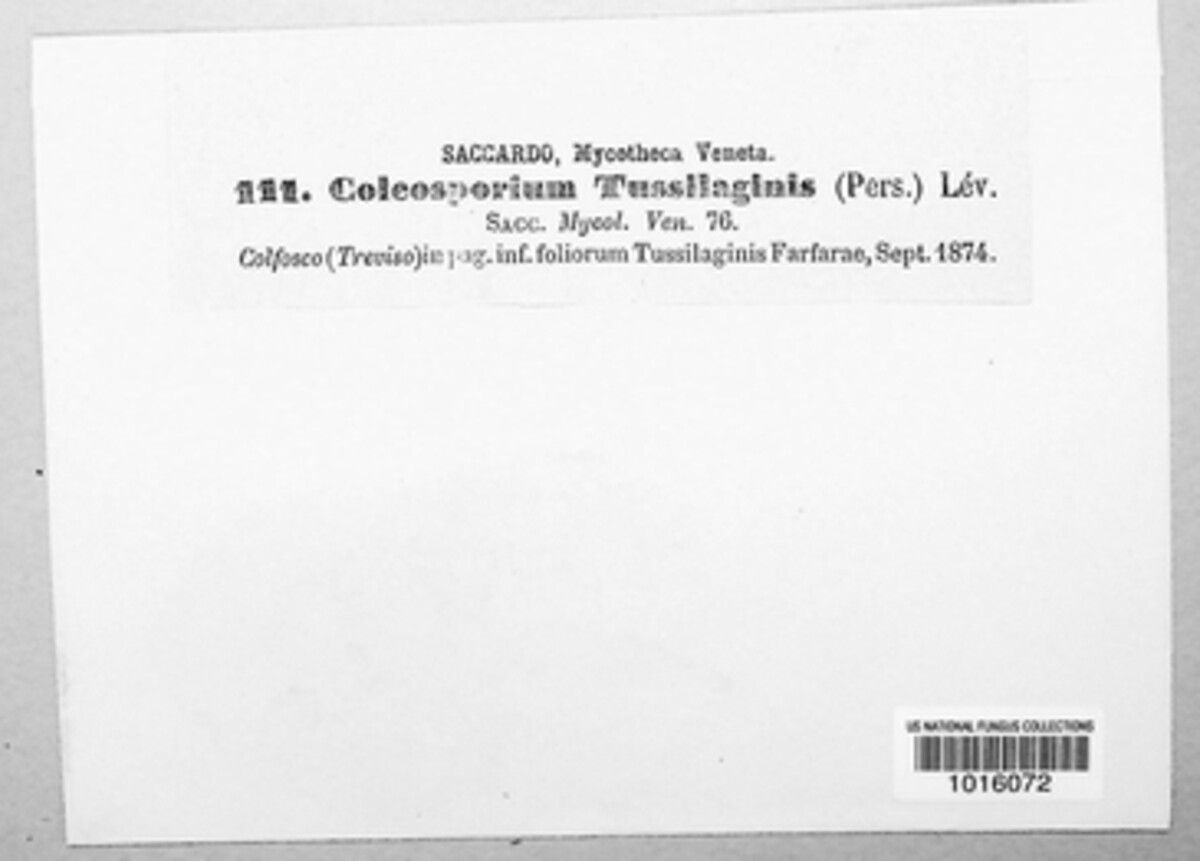 SACCARDO, Mycotheca Veneta.
111. Coleosporium Tussilaginis (Pers.) Lév.
SACC. Mycol. Ven. 76.
Colfosco (Treviso) in pag. inf. foliorum Tussilaginis Farfarae, Sept. 1874.
US NATIONAL FUNGUS COLLECTIONS
1016072